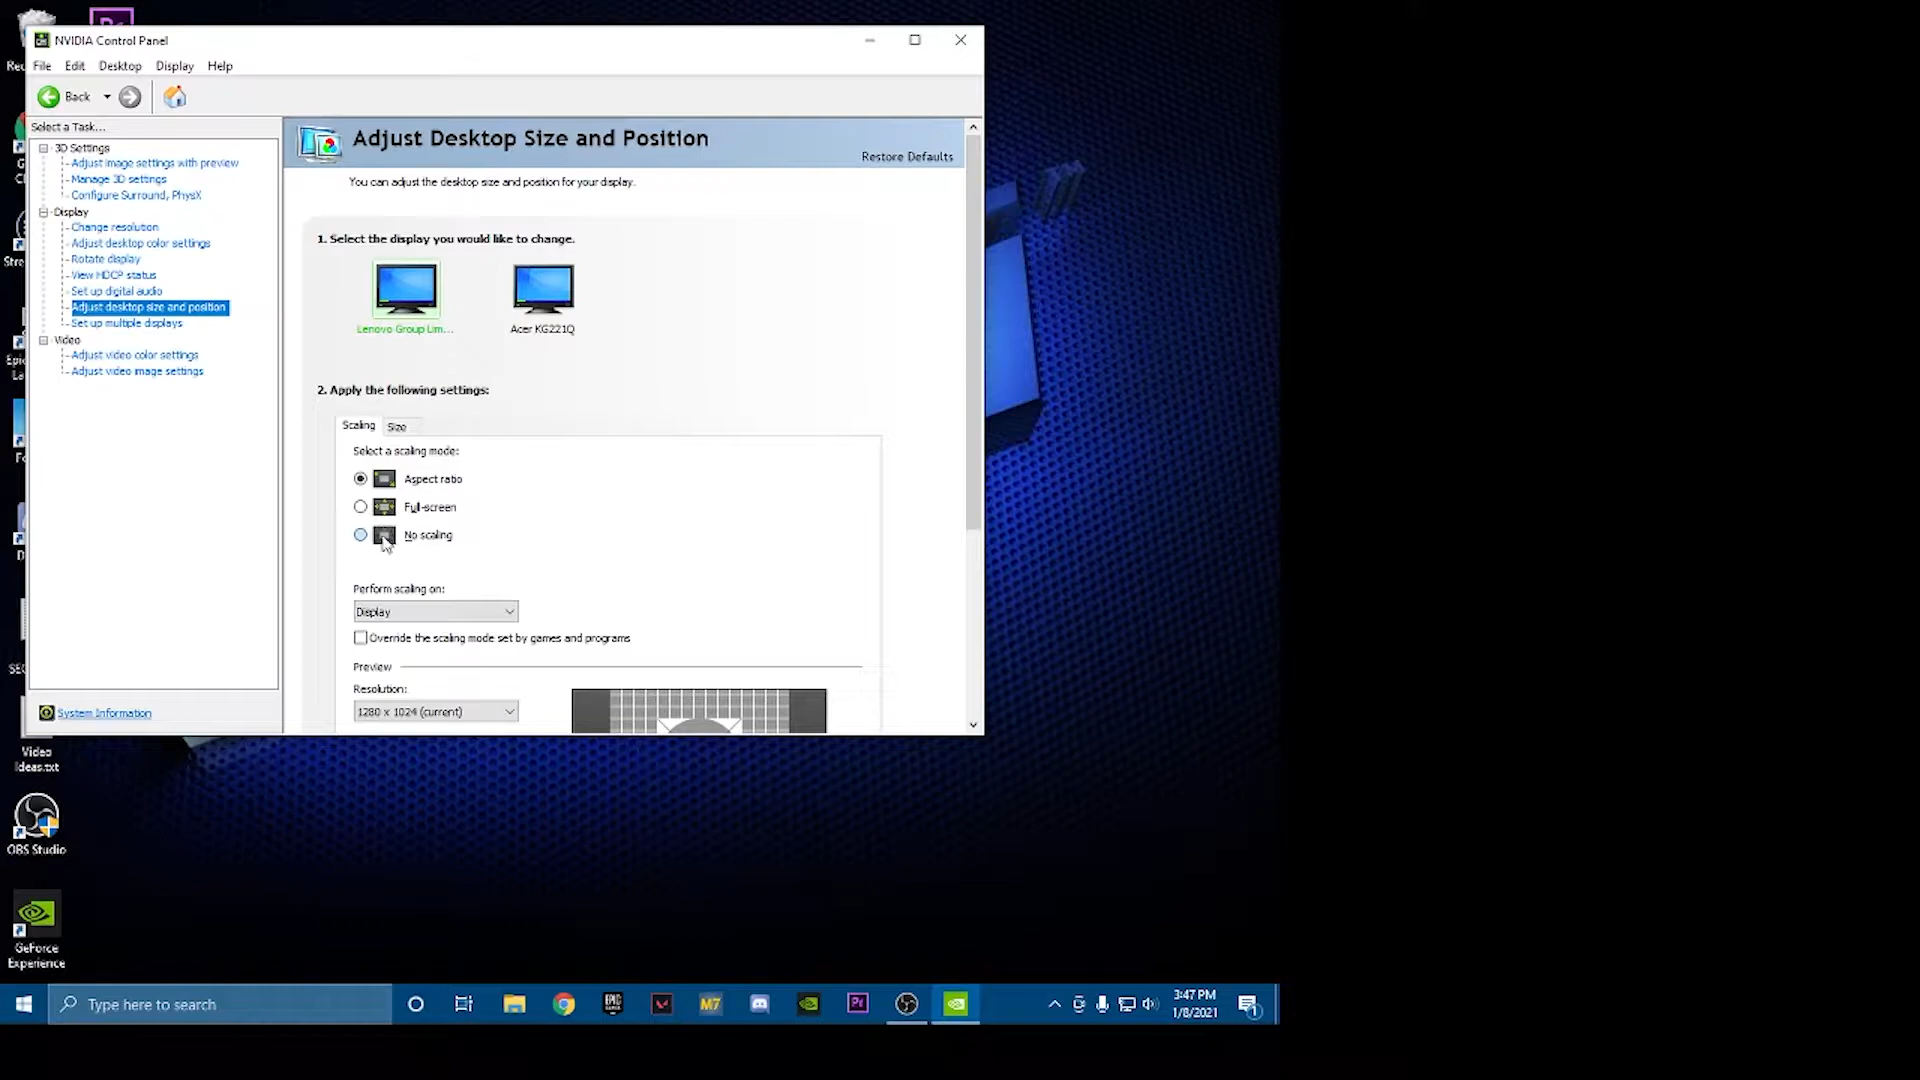 NVIDIA Control Panel
File Edit Desktop Display Help
Back
Select a Task...
3D Settings
Adjust image settings with preview
Manage 3D settings
Configure Surround, PhysX
Display
Change resolution
Adjust desktop color settings
Rotate display
View HDCP status
Set up digital audio
Adjust desktop size and position
Set up multiple displays
Video
Adjust video color settings
Adjust video image settings
System Information
Adjust Desktop Size and Position
Restore Defaults
You can adjust the desktop size and position for your display.
1. Select the display you would like to change.
Lenovo Group Lim... Acer KG221Q
2. Apply the following settings:
Scaling Size
Select a scaling mode:
Aspect ratio
Full-screen
No scaling
Perform scaling on:
Display
Override the scaling mode set by games and programs
Preview
Resolution:
1280 x 1024 (current)
Video
Ideas.txt
OBS Studio
GeForce
Experience
Type here to search
EPIC
GAMES
M7
Pr
3:47 PM
1/8/2021
1